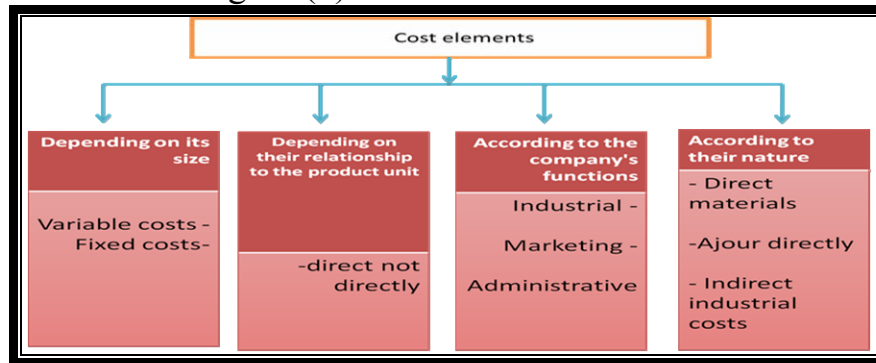 Cost elements
Depending on its
size
Variable costs -
Fixed costs-
Depending on
their relationship
to the product unit
-direct not
directly
According to the
company's
functions
Industrial -
Marketing -
Administrative
According to
their nature
- Direct
materials
-Ajour directly
- Indirect
industrial
costs